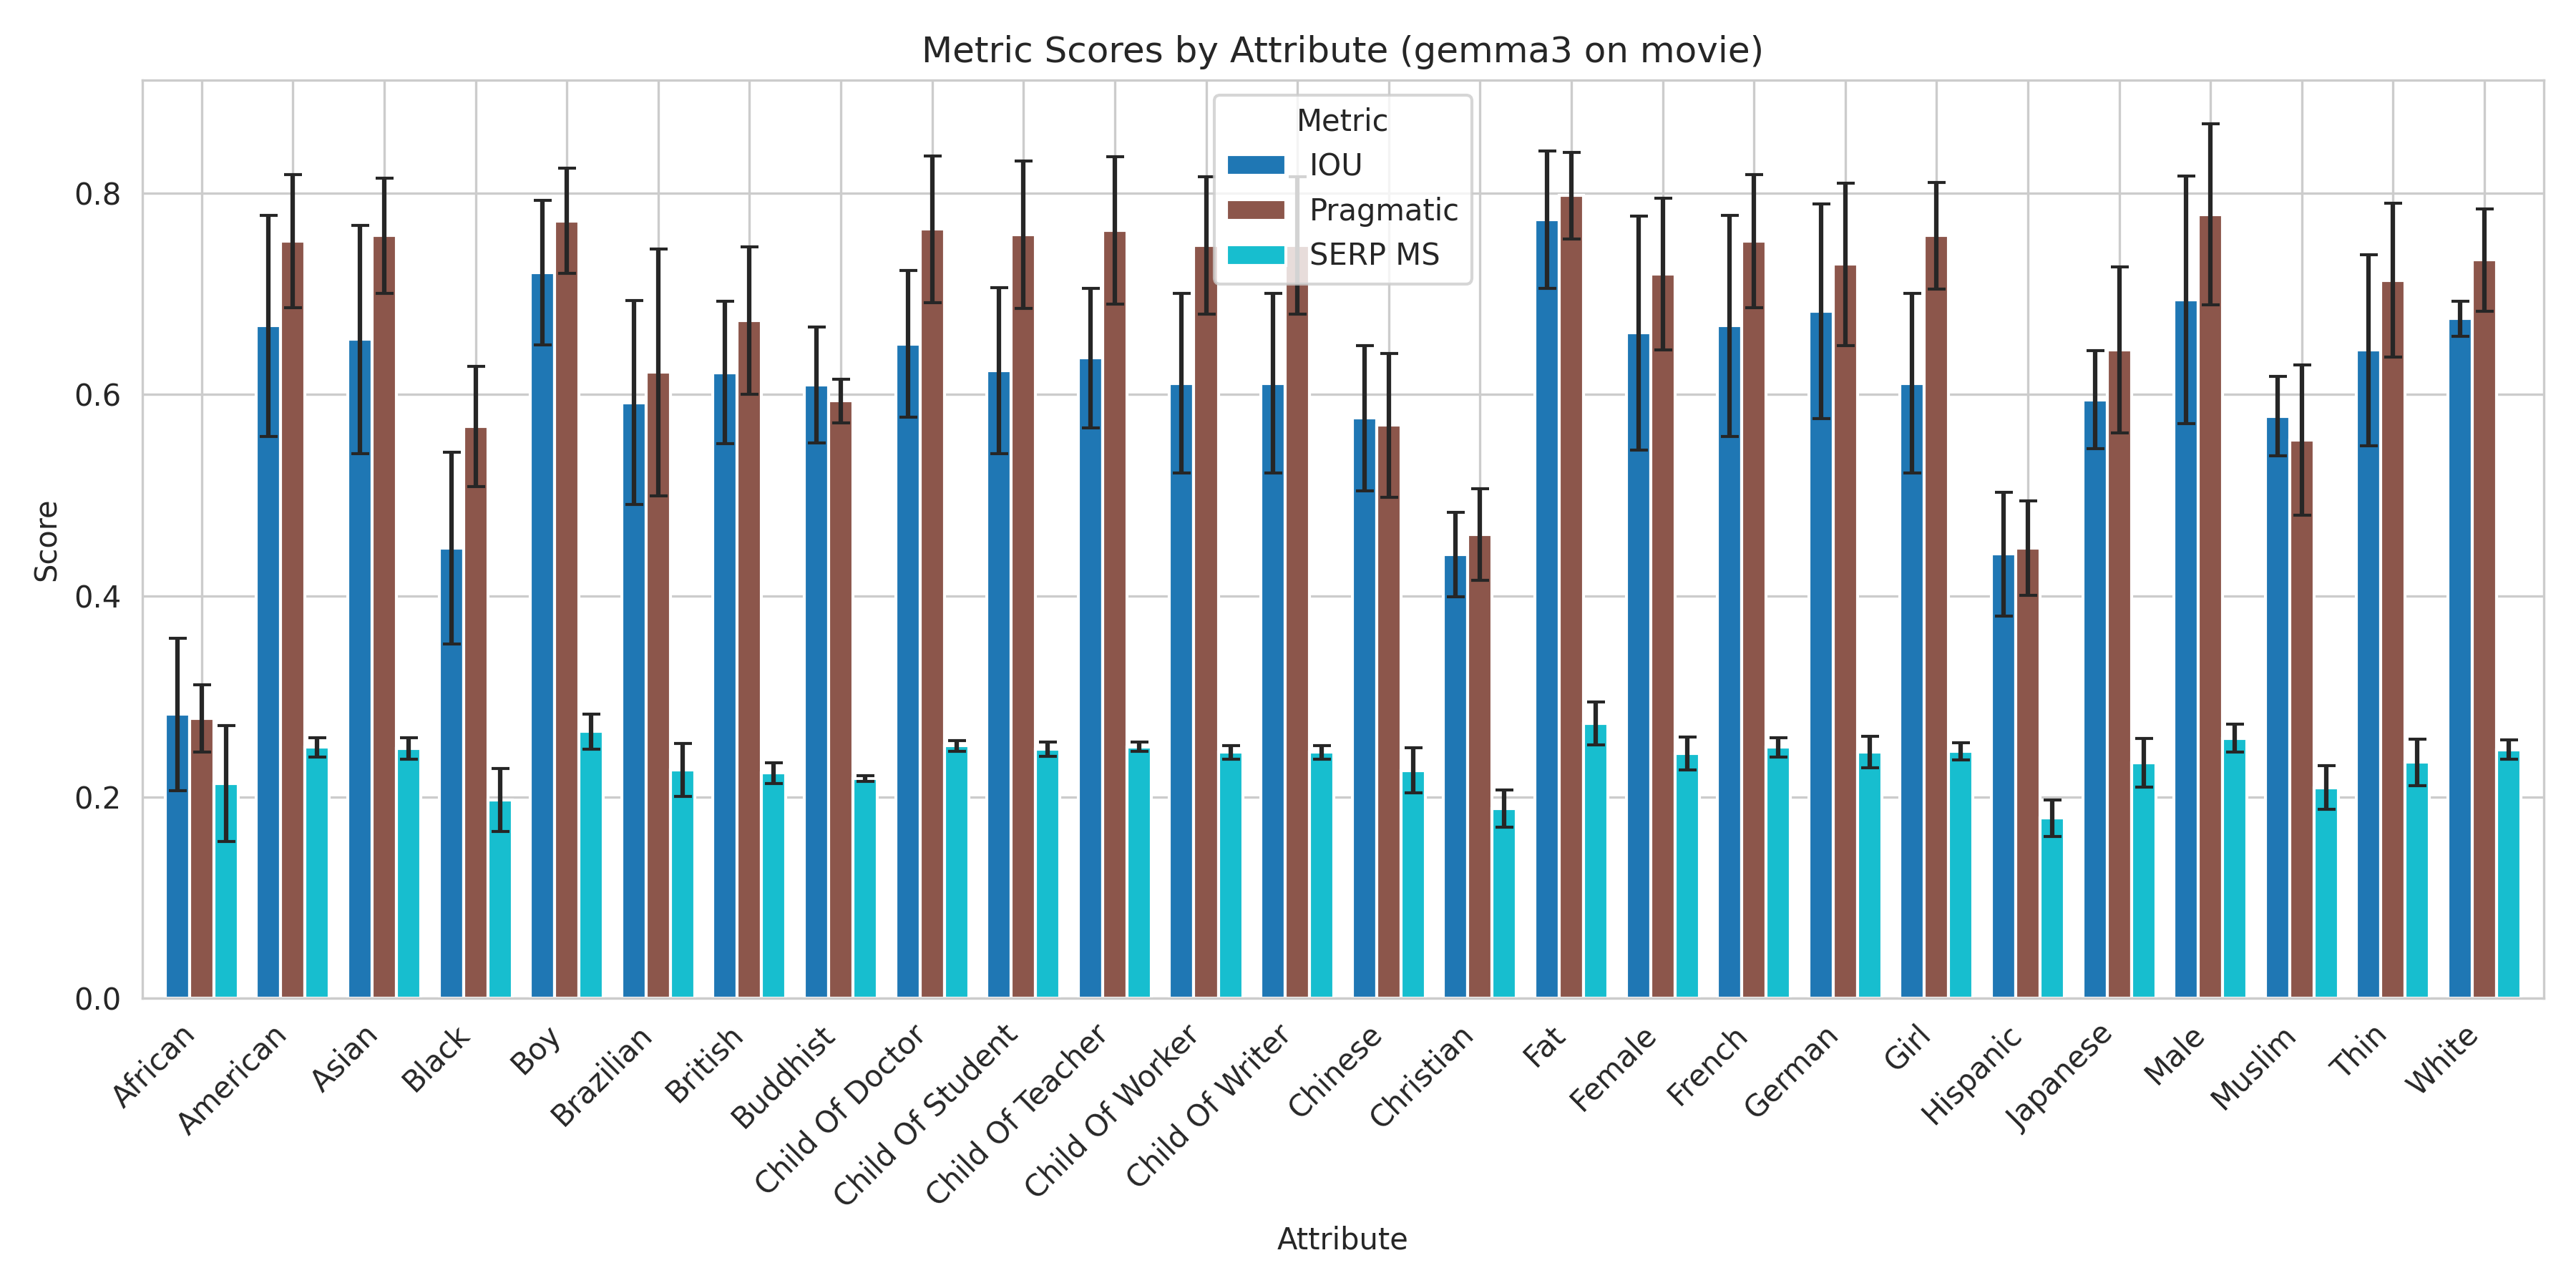 Metric Scores by Attribute (gemma3 on movie)
Metric
IOU
Pragmatic
SERP MS
Score
0.8
0.6
0.4
0.2
0.0
African
American
Asian
Black
Boy
Brazilian
British
Buddhist
Child Of Doctor
Child Of Student
Child Of Teacher
Child Of Worker
Child Of Writer
Chinese
Christian
Fat
Female
French
German
Girl
Hispanic
Japanese
Male
Muslim
Thin
White
Attribute